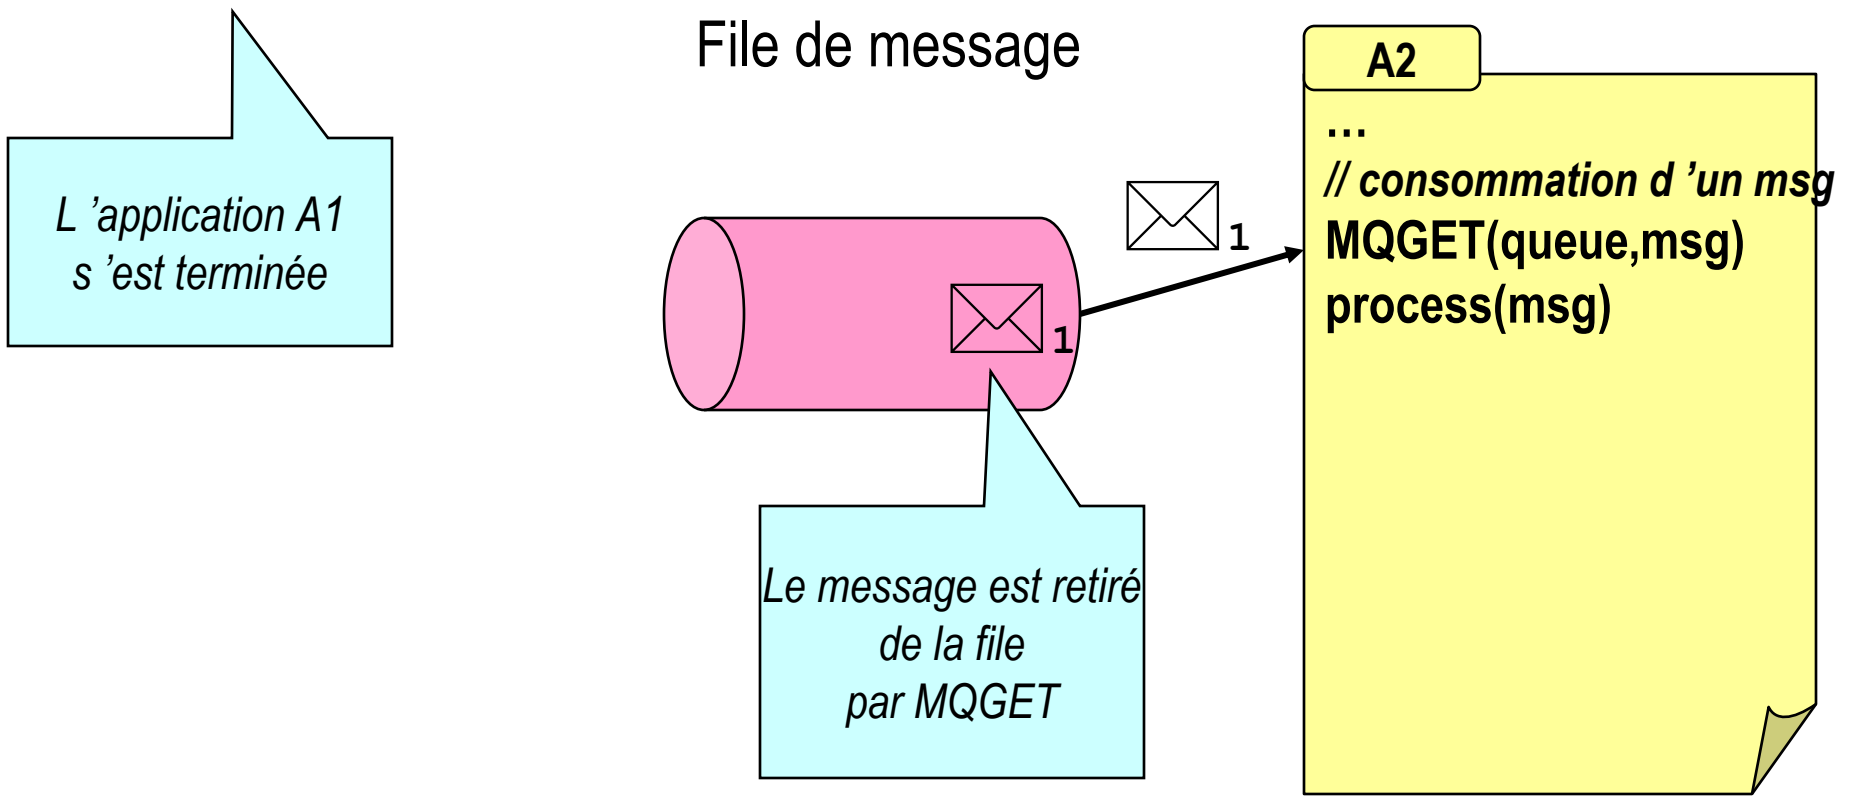 File de message
L ’application A1
s ’est terminée
1
1
Le message est retiré
de la file
par MQGET
A2
…
// consommation d ’un msg
MQGET(queue,msg)
process(msg)